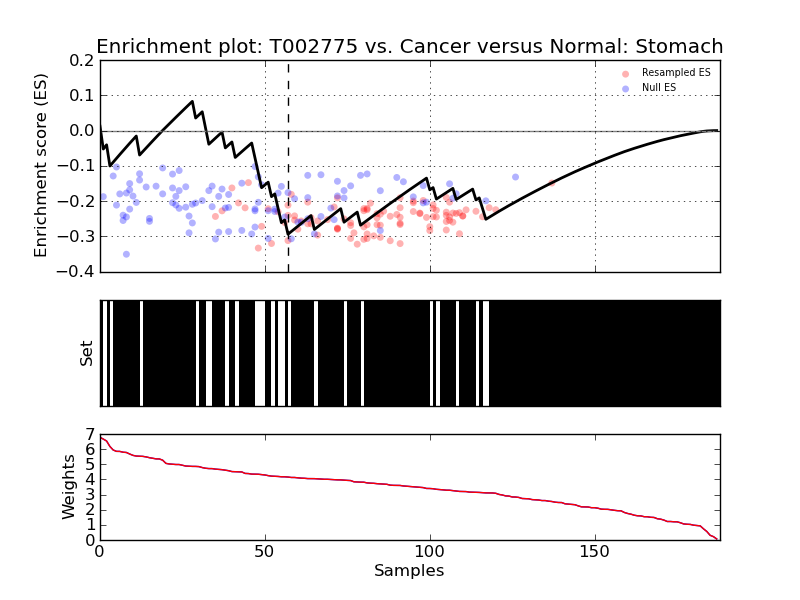 Enrichment plot: T002775 vs. Cancer versus Normal: Stomach
0.2
0.1
0.0
−0.1
−0.2
−0.3
−0.4
Enrichment score (ES)
Resampled ES
Null ES
Set
7
6
5
4
3
2
1
0
Weights
0
50
100
150
Samples